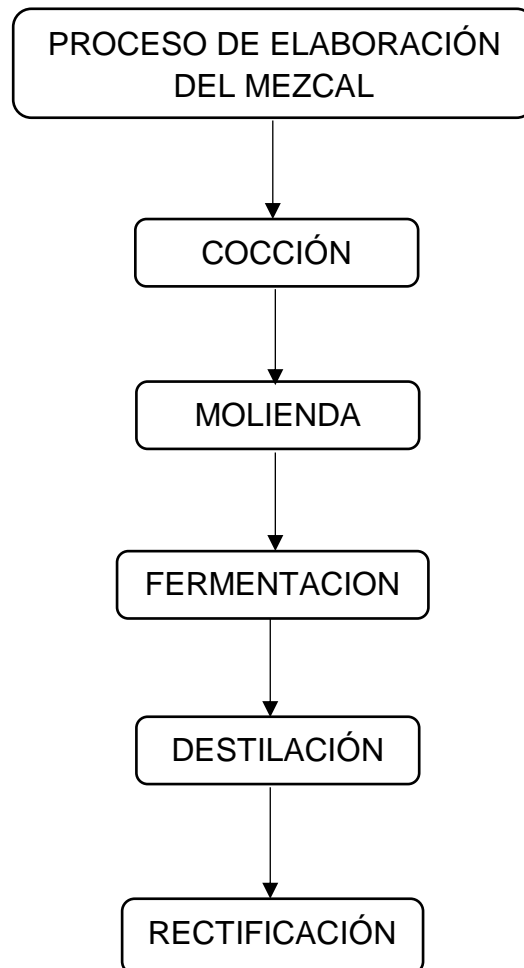 PROCESO DE ELABORACIÓN
DEL MEZCAL
COCCIÓN
MOLIENDA
FERMENTACION
DESTILACIÓN
RECTIFICACIÓN